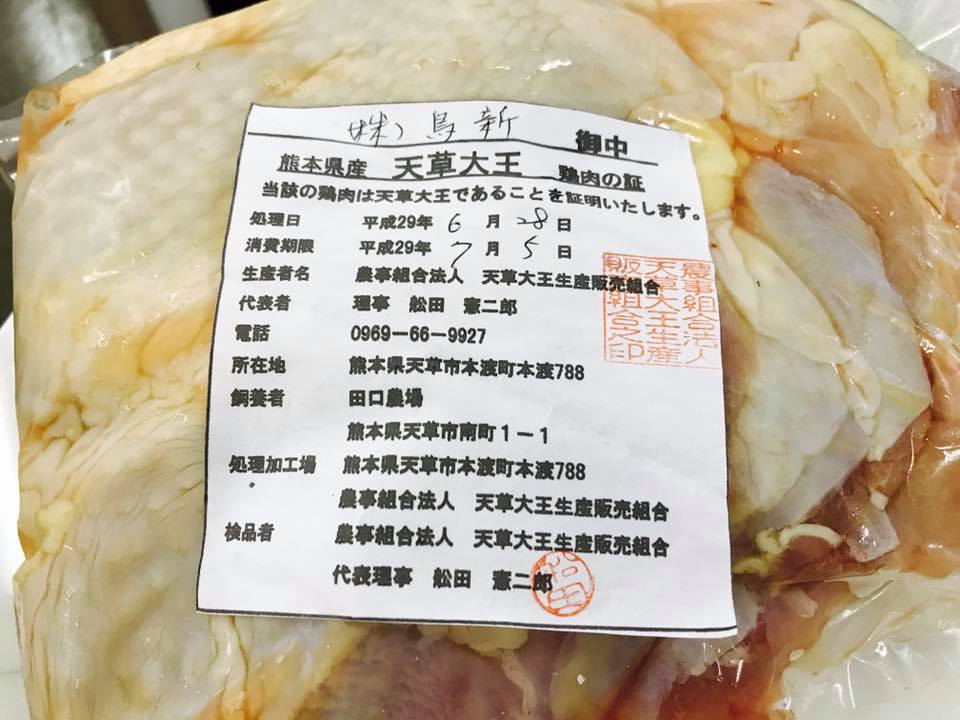 (株) 鳥新 御中
熊本県産 天草大王 鶏肉の証
当該の鶏肉は天草大王であることを証明いたします。
処理日 平成29年 6 月 28 日
消費期限 平成29年 7 月 5 日
生産者名 農事組合法人 天草大王生産販売組合
代表者 理事 舩田 憲二郎
電話 0969-66-9927
所在地 熊本県天草市本渡町本渡788
飼養者 田口農場
熊本県天草市南町1-1
処理加工場 熊本県天草市本渡町本渡788
農事組合法人 天草大王生産販売組合
検品者 農事組合法人 天草大王生産販売組合
代表理事 舩田 憲二郎
農事組合法人
天草大王生産
販売組合印